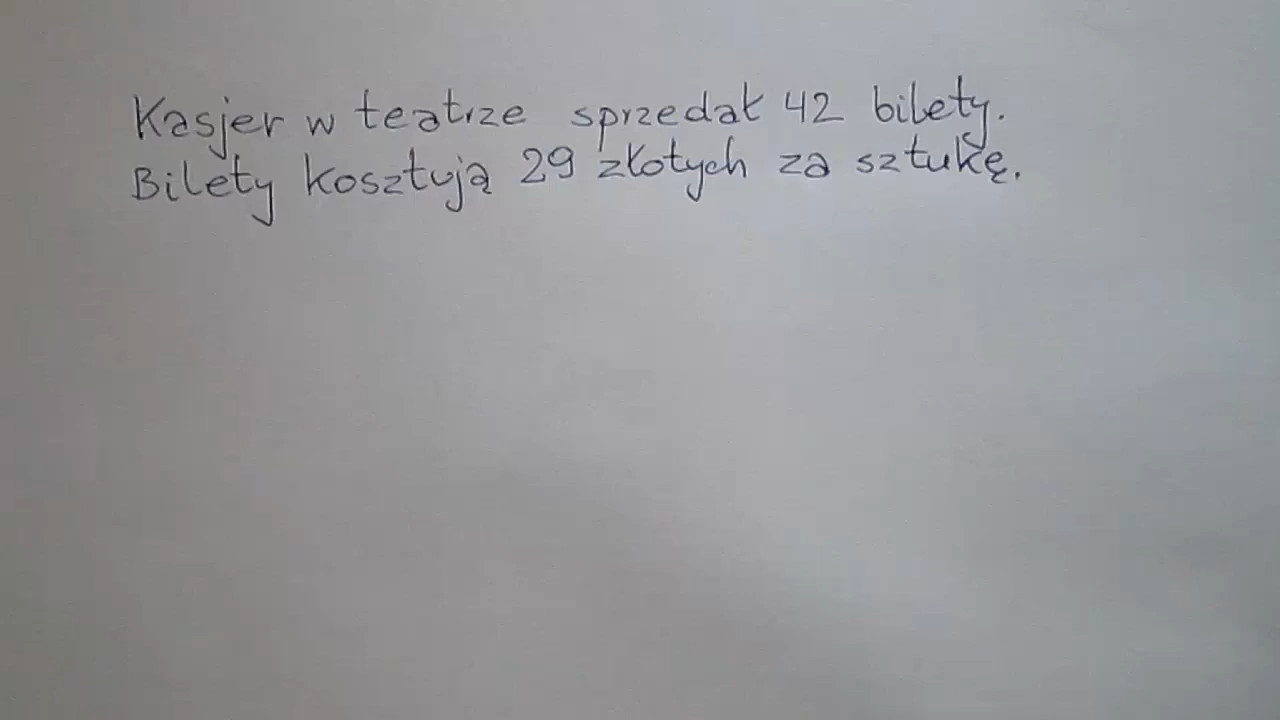 Kasjer w teatrze sprzedał 42 bilety.
Bilety kosztują 29 złotych za sztukę.